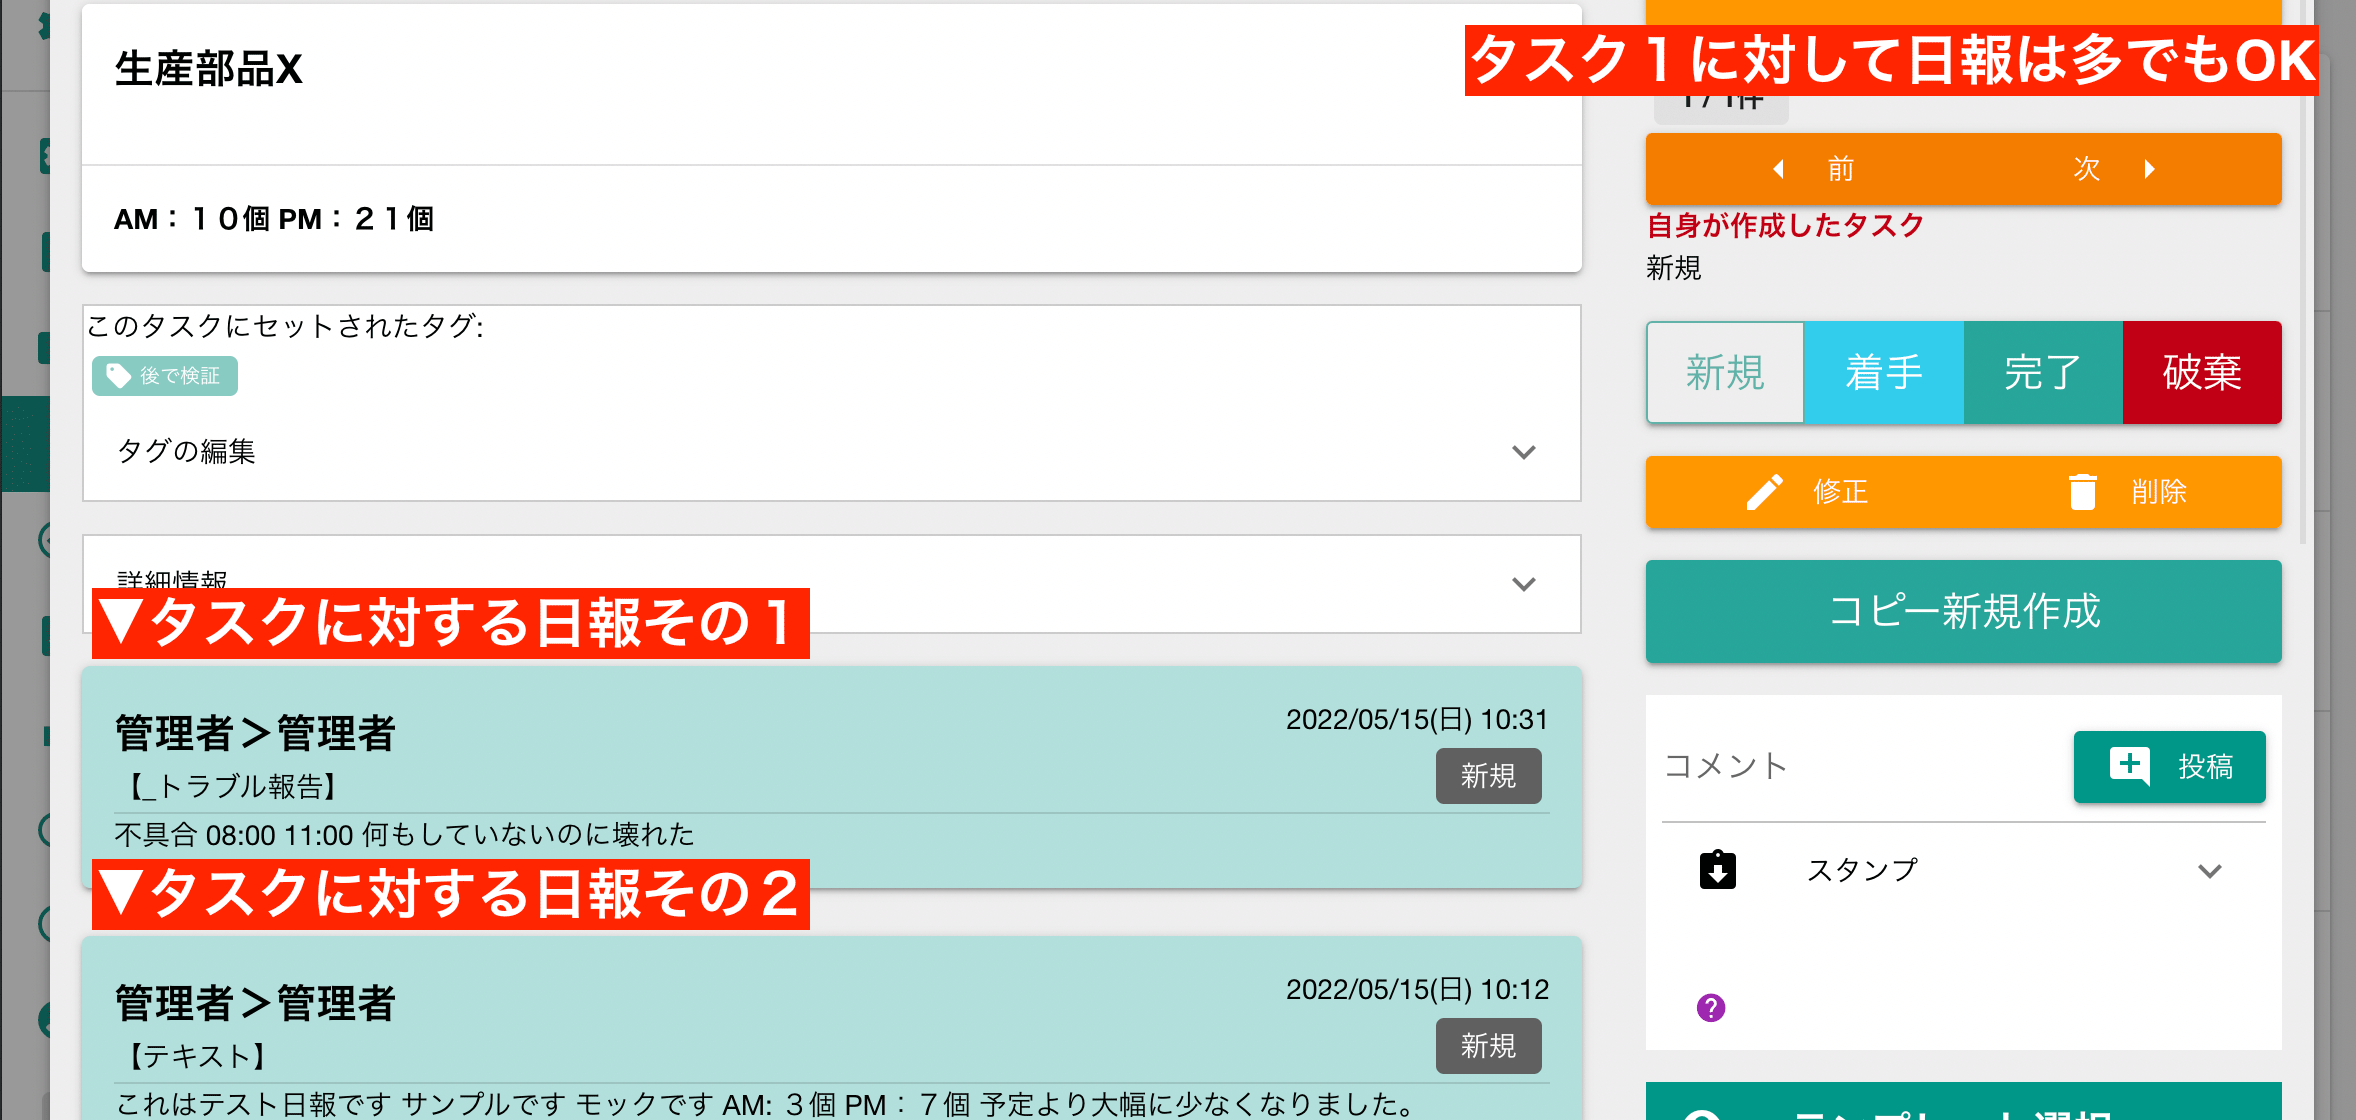 生産部品X
AM：１０個 PM：２１個
このタスクにセットされたタグ:
後で検証
タグの編集
詳細情報
▼タスクに対する日報その１
管理者＞管理者
2022/05/15(日) 10:31
【_トラブル報告】
新規
不具合 08:00 11:00 何もしていないのに壊れた
▼タスクに対する日報その２
管理者＞管理者
2022/05/15(日) 10:12
【テキスト】
新規
これはテスト日報です サンプルです モックです AM: ３個 PM：７個 予定より大幅に少なくなりました。
タスク１に対して日報は多でもOK
1 / 1件
前
次
自身が作成したタスク
新規
新規
着手
完了
破棄
修正
削除
コピー新規作成
コメント
投稿
スタンプ
?
テンプレート選択